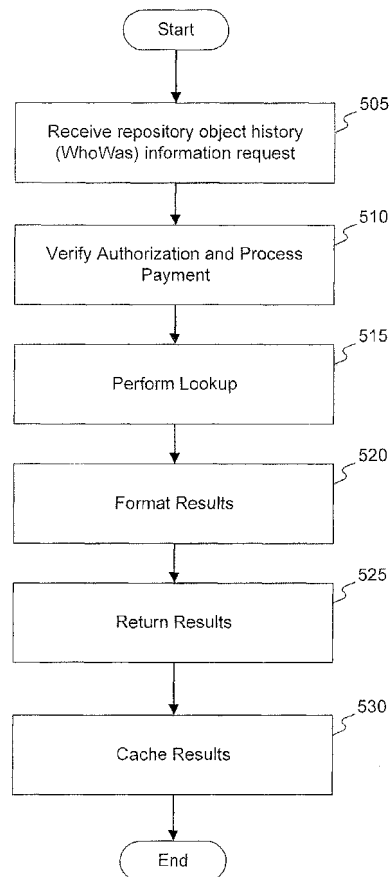 Start
505
Receive repository object history
(WhoWas) information request
510
Verify Authorization and Process
Payment
515
Perform Lookup
520
Format Results
525
Return Results
530
Cache Results
End